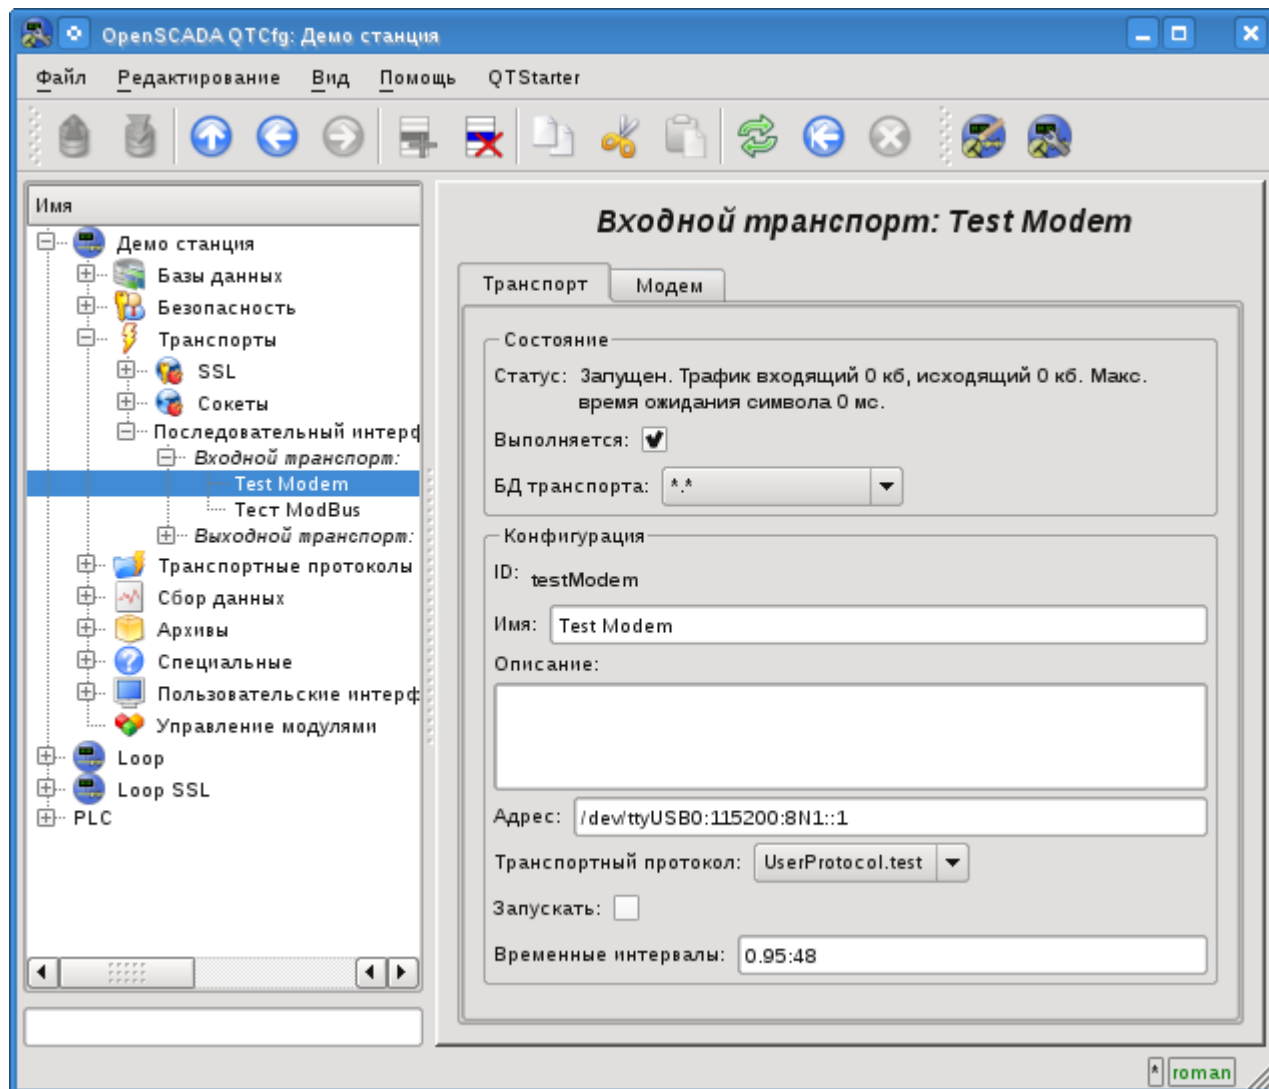 OpenSCADA QTCfg: Демо станция
Файл Редактирование Вид Помощь QTStarter
Имя
Демо станция
Базы данных
Безопасность
Транспорты
SSL
Сокеты
Последовательный интерф
Входной транспорт:
Test Modem
Тест ModBus
Выходной транспорт:
Транспортные протоколы
Сбор данных
Архивы
Специальные
Пользовательские интерф
Управление модулями
Loop
Loop SSL
PLC
Входной транспорт: Test Modem
Транспорт Модем
Состояние
Статус: Запущен. Трафик входящий 0 кб, исходящий 0 кб. Макс.
время ожидания символа 0 мс.
Выполняется:
БД транспорта: *.*
Конфигурация
ID: testModem
Имя: Test Modem
Описание:
Адрес: /dev/ttyUSB0:115200:8N1::1
Транспортный протокол: UserProtocol.test
Запускать:
Временные интервалы: 0.95:48
* roman